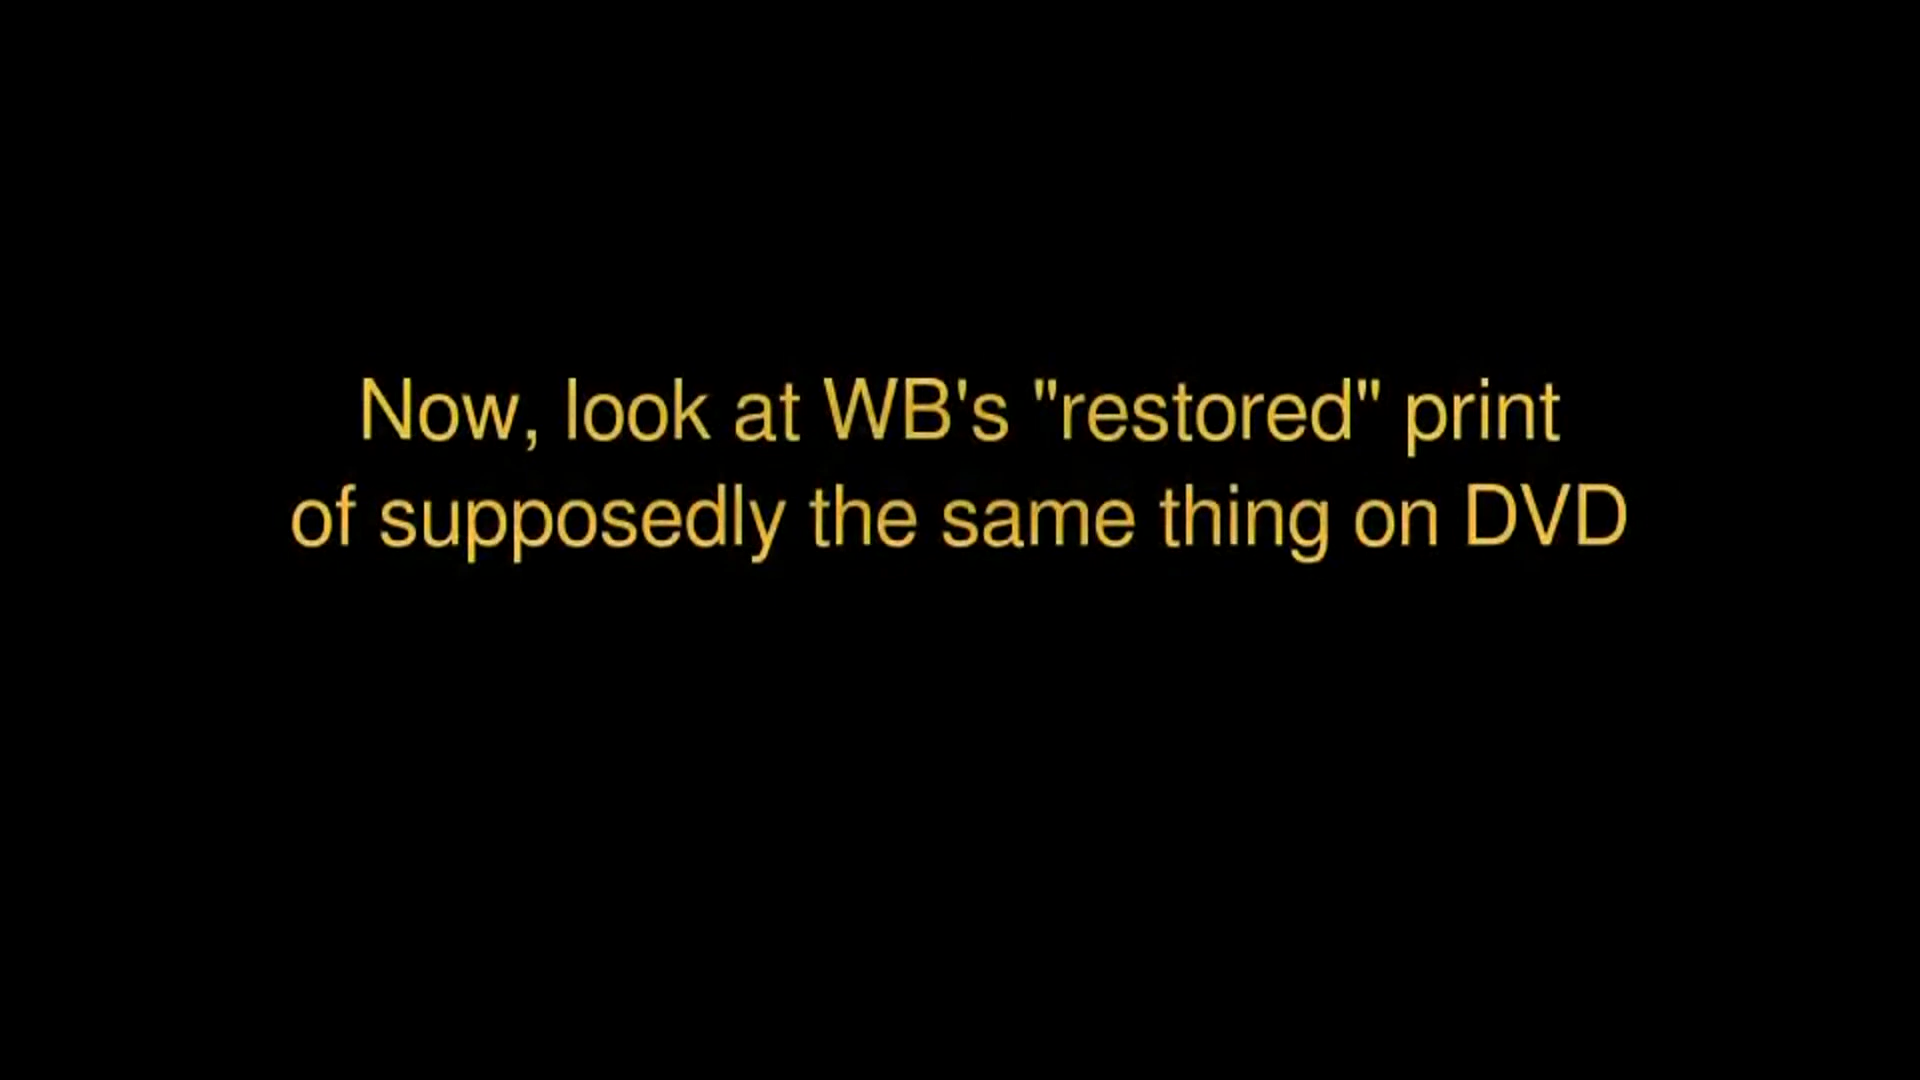 Now, look at WB's "restored" print
of supposedly the same thing on DVD